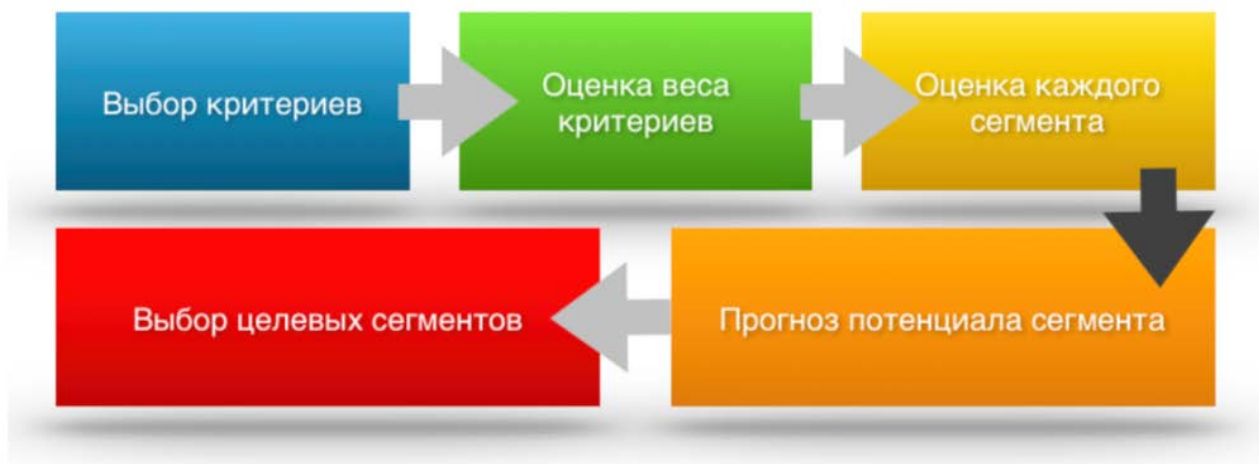 Выбор критериев
Оценка веса
критериев
Оценка каждого
сегмента
Прогноз потенциала сегмента
Выбор целевых сегментов